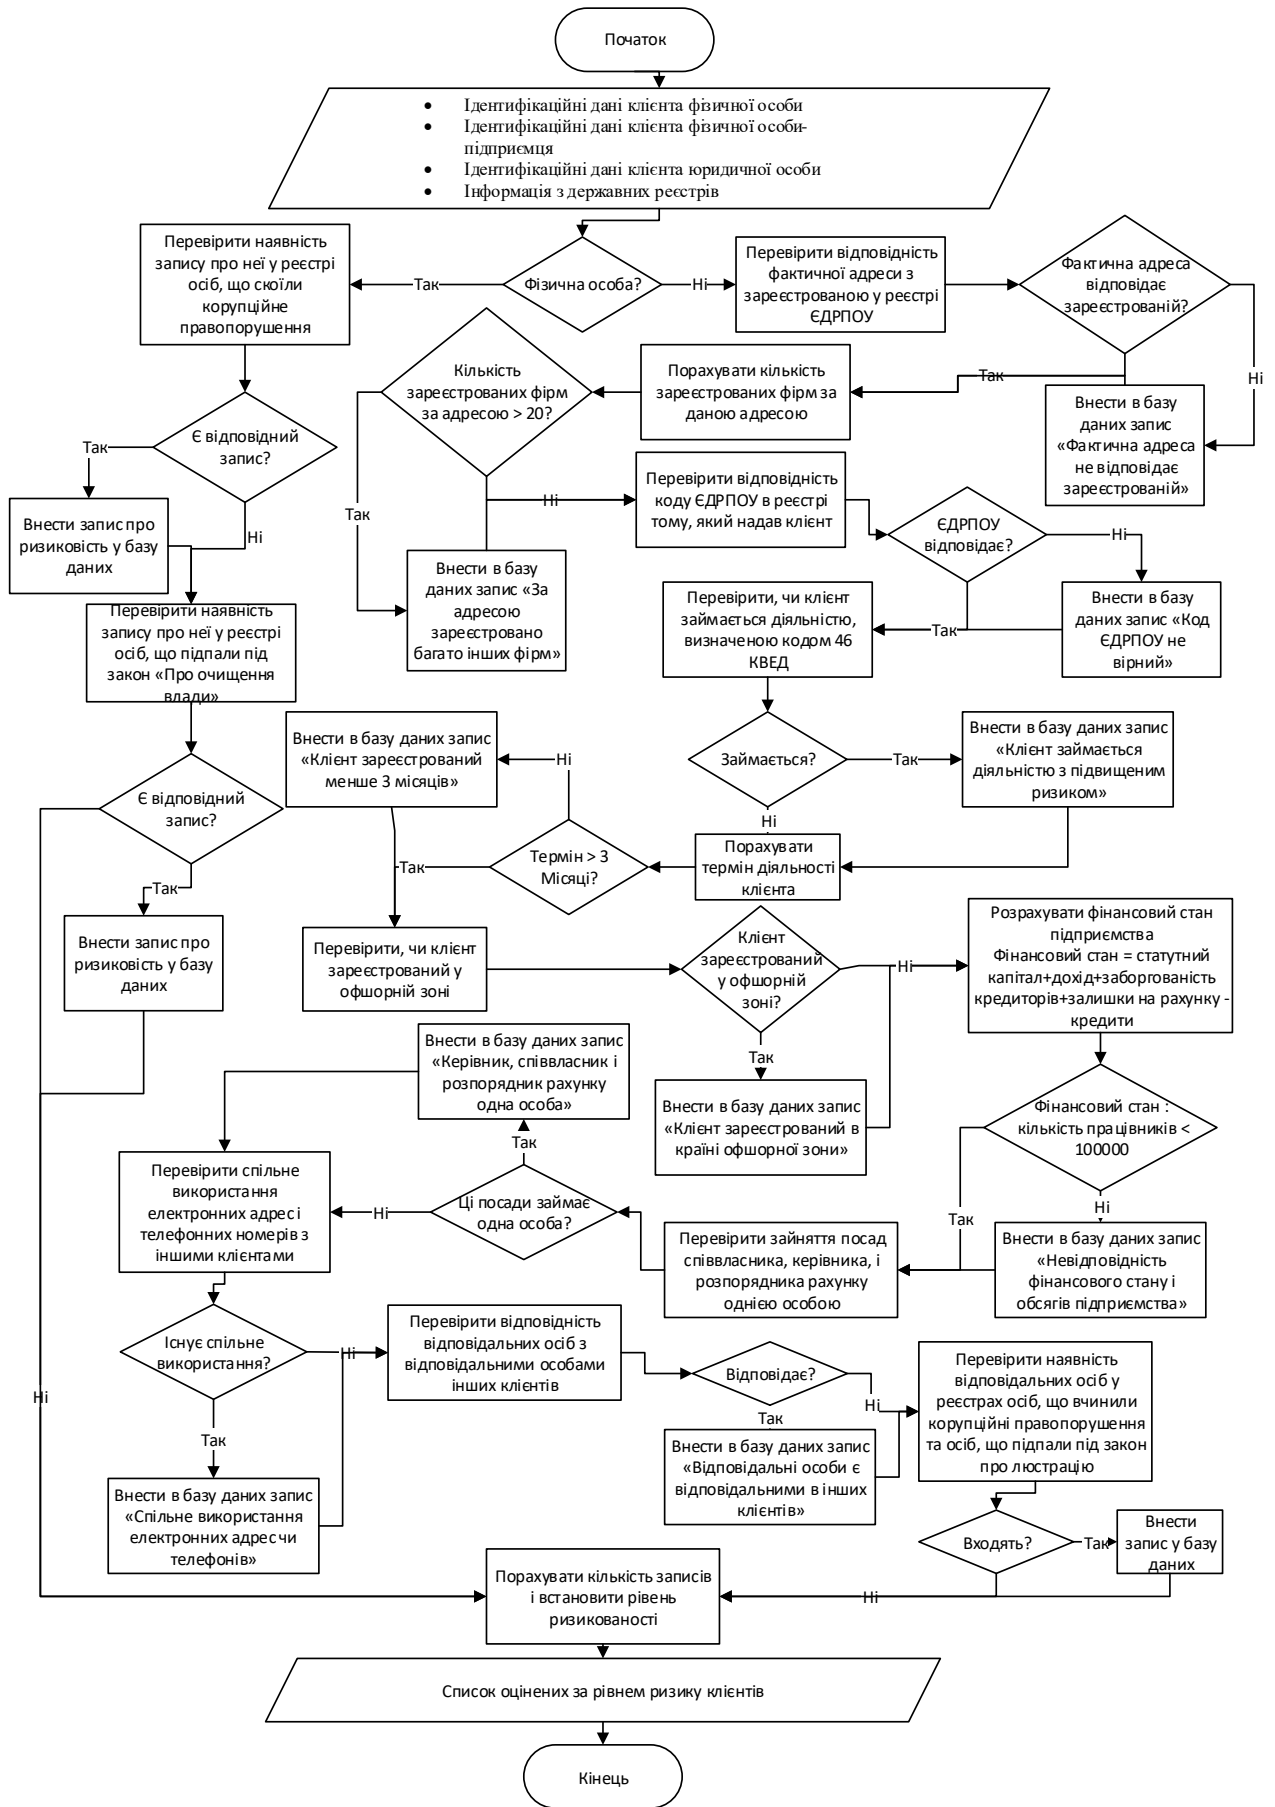 Початок
• Ідентифікаційні дані клієнта фізичної особи
• Ідентифікаційні дані клієнта фізичної особи-
підприємця
• Ідентифікаційні дані клієнта юридичної особи
• Інформація з державних реєстрів
Фізична особа?
Так
Ні
Перевірити наявність
запису про неї у реєстрі
осіб, що скоїли
корупційне
правопорушення
Перевірити відповідність
фактичної адреси з
зареєстрованою у реєстрі
ЄДРПОУ
Фактична адреса
відповідає
зареєстрованій?
Ні
Так
Внести в базу
даних запис
«Фактична адреса
не відповідає
зареєстрованій»
Порахувати кількість
зареєстрованих фірм за
даною адресою
Кількість
зареєстрованих фірм
за адресою > 20?
Так
Ні
Є відповідний
запис?
Так
Ні
Внести запис про
ризиковість у базу
даних
Внести в базу
даних запис «За
адресою
зареєстровано
багато інших фірм»
Перевірити відповідність
коду ЄДРПОУ в реєстрі
тому, який надав клієнт
ЄДРПОУ
відповідає?
Ні
Так
Внести в базу
даних запис «Код
ЄДРПОУ не
вірний»
Перевірити, чи клієнт
займається діяльністю,
визначеною кодом 46
КВЕД
Перевірити наявність
запису про неї у реєстрі
осіб, що підпали під
закон «Про очищення
влади»
Займається?
Так
Ні
Внести в базу даних запис
«Клієнт займається
діяльністю з підвищеним
ризиком»
Внести в базу даних запис
«Клієнт зареєстрований
менше 3 місяців»
Ні
Є відповідний
запис?
Так
Ні
Порахувати
термін діяльності
клієнта
Термін > 3
Місяці?
Так
Внести запис про
ризиковість у базу
даних
Перевірити, чи клієнт
зареєстрований у
офшорній зоні
Клієнт
зареєстрований
у офшорній
зоні?
Ні
Так
Розрахувати фінансовий стан
підприємства
Фінансовий стан = статутний
капітал+дохід+заборгованість
кредиторів+залишки на рахунку -
кредити
Внести в базу даних запис
«Керівник, співвласник і
розпорядник рахунку
одна особа»
Внести в базу даних запис
«Клієнт зареєстрований в
країні офшорної зони»
Фінансовий стан :
кількість працівників <
100000
Так
Ні
Перевірити спільне
використання
електронних адрес і
телефонних номерів з
іншими клієнтами
Ці посади займає
одна особа?
Так
Ні
Перевірити зайняття посад
співвласника, керівника, і
розпорядника рахунку
однією особою
Внести в базу даних запис
«Невідповідність
фінансового стану і
обсягів підприємства»
Існує спільне
використання?
Ні
Так
Перевірити відповідність
відповідальних осіб з
відповідальними особами
інших клієнтів
Відповідає?
Ні
Так
Перевірити наявність
відповідальних осіб у
реєстрах осіб, що вчинили
корупційні правопорушення
та осіб, що підпали під закон
про люстрацію
Внести в базу даних запис
«Відповідальні особи є
відповідальними в інших
клієнтів»
Внести в базу даних запис
«Спільне використання
електронних адрес чи
телефонів»
Входять?
Так
Ні
Внести
запис у базу
даних
Порахувати кількість записів
і встановити рівень
ризикованості
Список оцінених за рівнем ризику клієнтів
Кінець